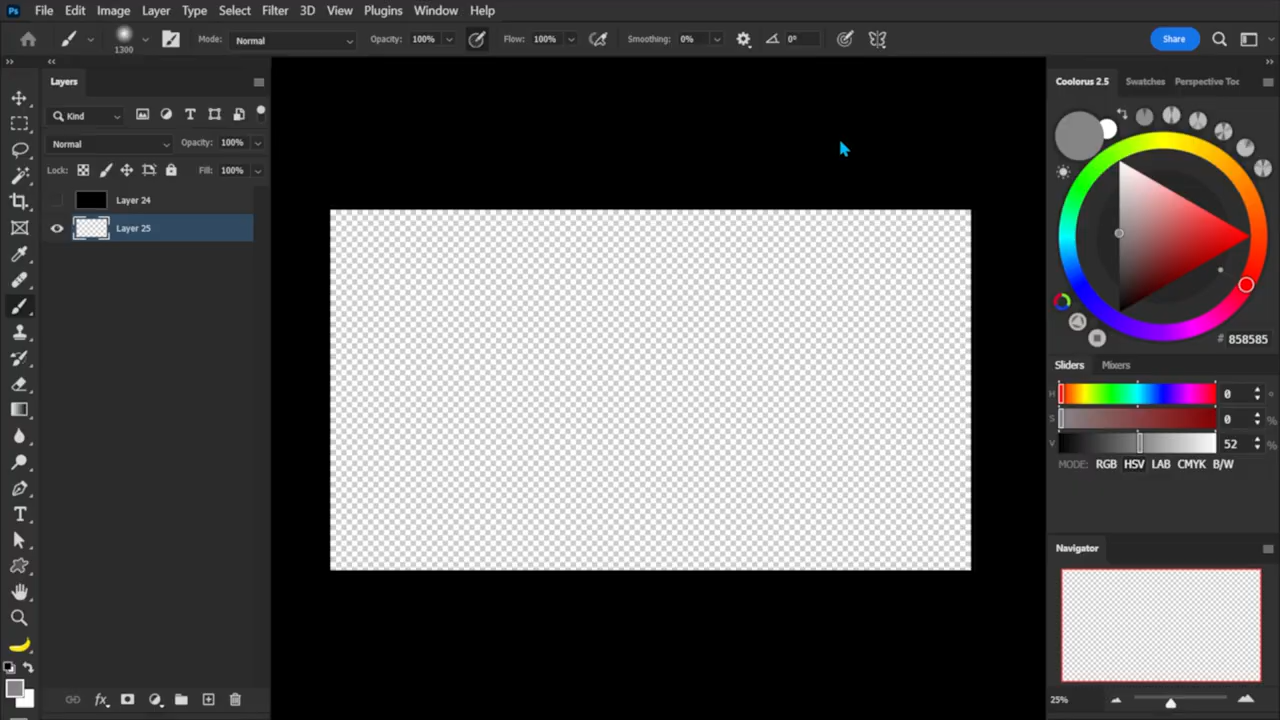 Ps File Edit Image Layer Type Select Filter 3D View Plugins Window Help
1300 Mode: Normal Opacity: 100% Flow: 100% Smoothing: 0% 0° Share
Layers
Kind
Normal Opacity: 100%
Lock: Fill: 100%
Layer 24
Layer 25
Coolorus 2.5 Swatches Perspective Too
# 858585
Sliders Mixers
H 0 °
S 0 %
V 52 %
MODE: RGB HSV LAB CMYK B/W
Navigator
25%